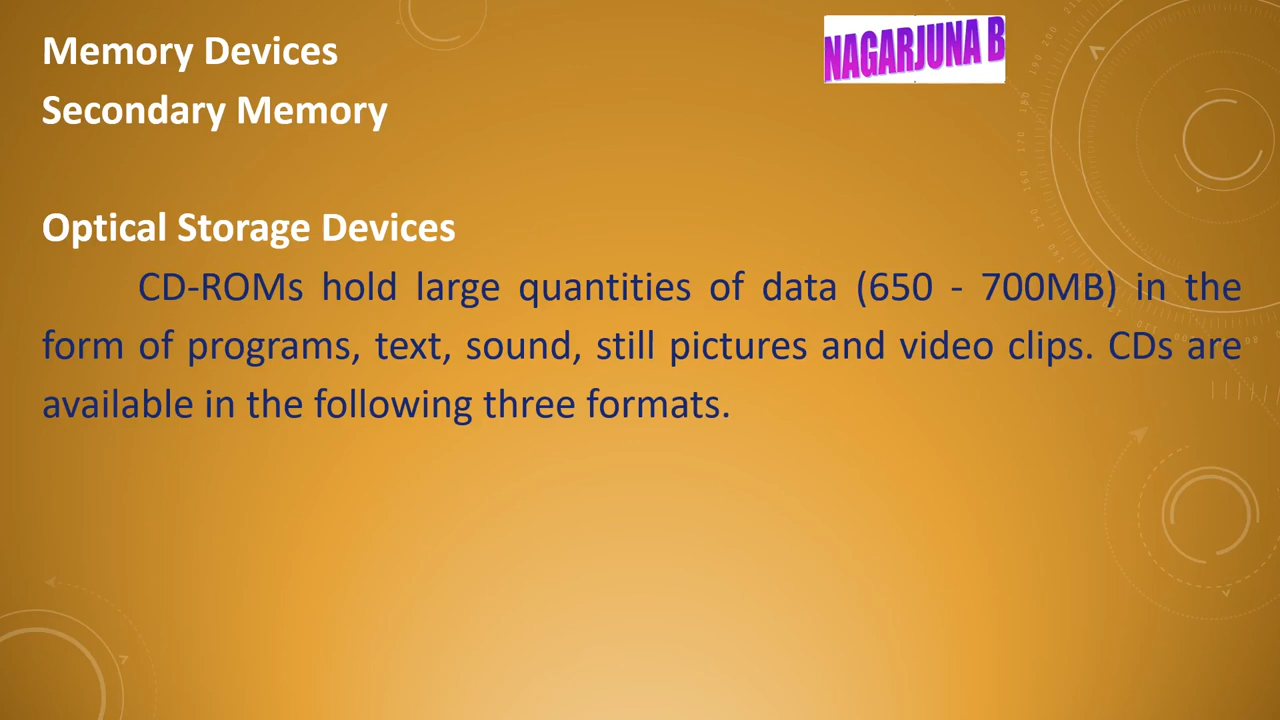 Memory Devices
NAGARJUNA B
Secondary Memory
Optical Storage Devices
CD-ROMs hold large quantities of data (650 - 700MB) in the
form of programs, text, sound, still pictures and video clips. CDs are
available in the following three formats.